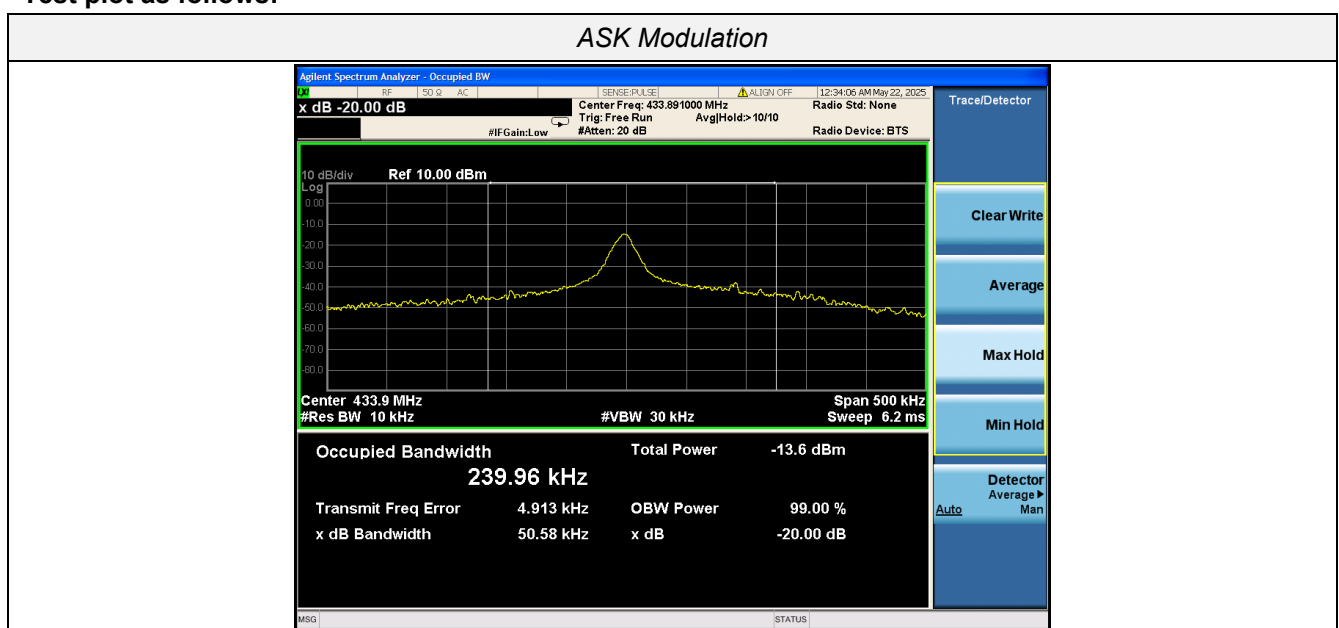 Test plot as follows:
ASK Modulation
Agilent Spectrum Analyzer - Occupied BW
LXI RF 50 Ω AC SENSE:PULSE ALIGN OFF 12:34:06 AM May 22, 2025
x dB -20.00 dB
Center Freq: 433.891000 MHz Radio Std: None
Trig: Free Run Avg|Hold:>10/10
#IFGain:Low #Atten: 20 dB Radio Device: BTS
10 dB/div Ref 10.00 dBm
Log
0.00
-10.0
-20.0
-30.0
-40.0
-50.0
-60.0
-70.0
-80.0
Center 433.9 MHz Span 500 kHz
#Res BW 10 kHz #VBW 30 kHz Sweep 6.2 ms
Occupied Bandwidth Total Power -13.6 dBm
239.96 kHz
Transmit Freq Error 4.913 kHz OBW Power 99.00 %
x dB Bandwidth 50.58 kHz x dB -20.00 dB
MSG STATUS
Trace/Detector
Clear Write
Average
Max Hold
Min Hold
Detector
Average
Auto Man